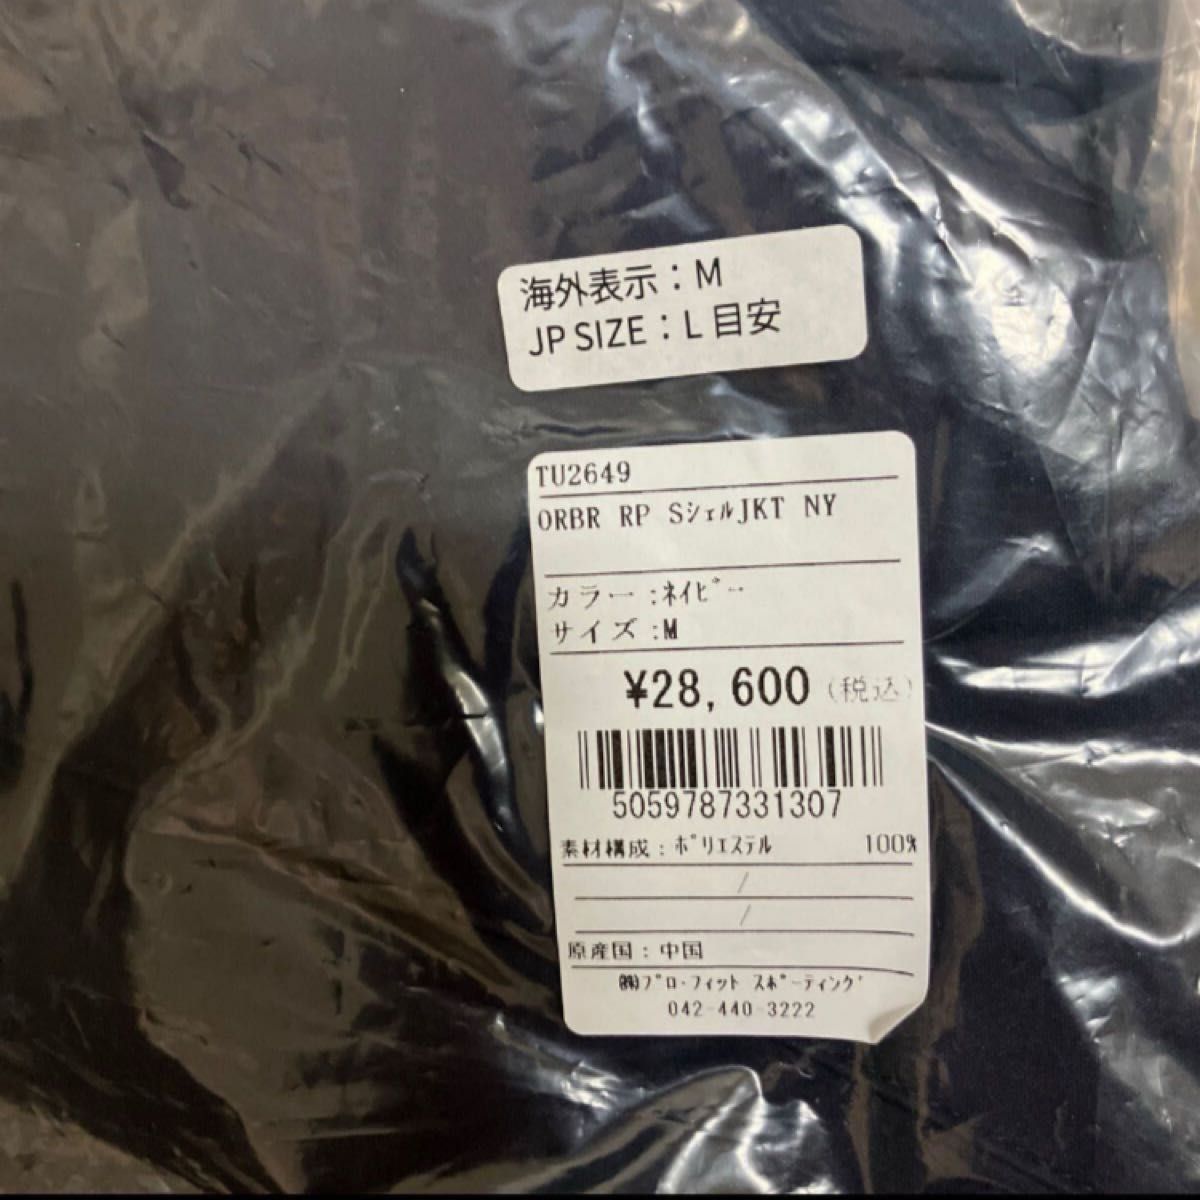 海外表示：M
JP SIZE：L 目安
TU2649
ORBR RP SｼｪﾙJKT NY
カラー :ﾈｲﾋﾞｰ
サイズ :M
¥28,600 (税込)
5059787331307
素材構成：ﾎﾟﾘｴｽﾃﾙ 100%
/
/
原産国：中国
㈱ﾌﾟﾛ･ﾌｨｯﾄ ｽﾎﾟｰﾃｨﾝｸﾞ
042-440-3222